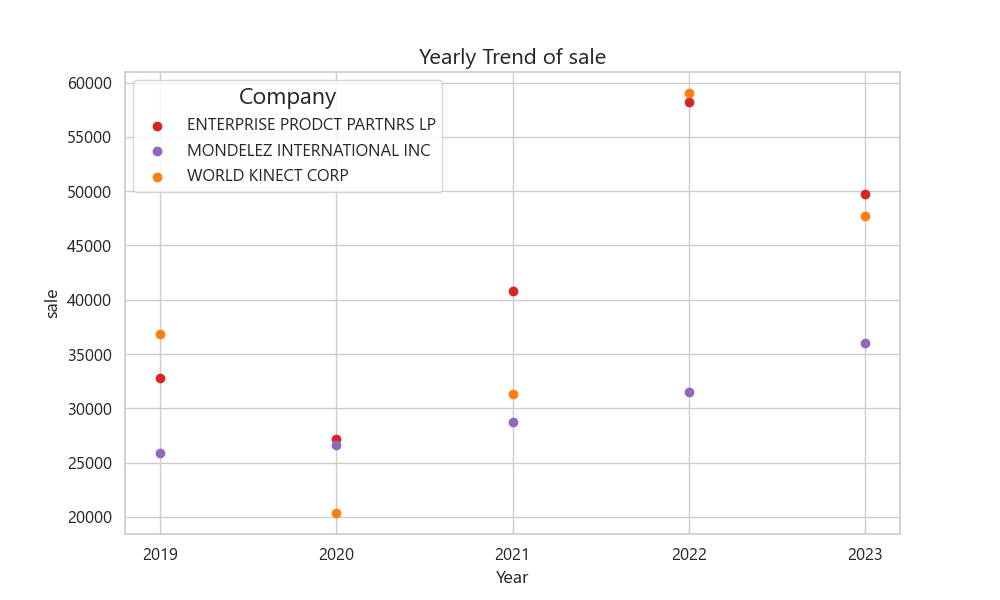 Yearly Trend of sale
60000
55000
50000
45000
40000
35000
30000
25000
20000
sale
Company
ENTERPRISE PRODCT PARTNRS LP
MONDELEZ INTERNATIONAL INC
WORLD KINECT CORP
2019 2020 2021 2022 2023
Year